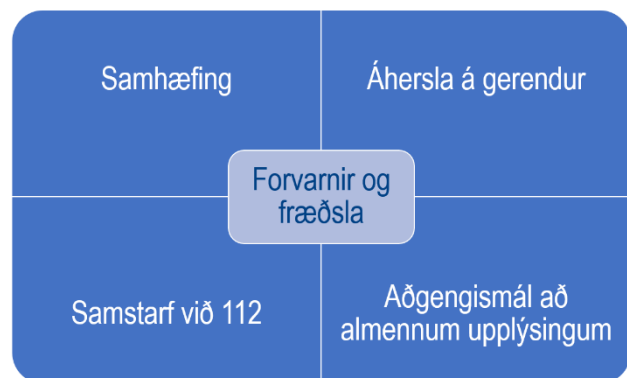 Samhæfing
Áhersla á gerendur
Forvarnir og
fræðsla
Samstarf við 112
Aðgengismál að
almennum upplýsingum